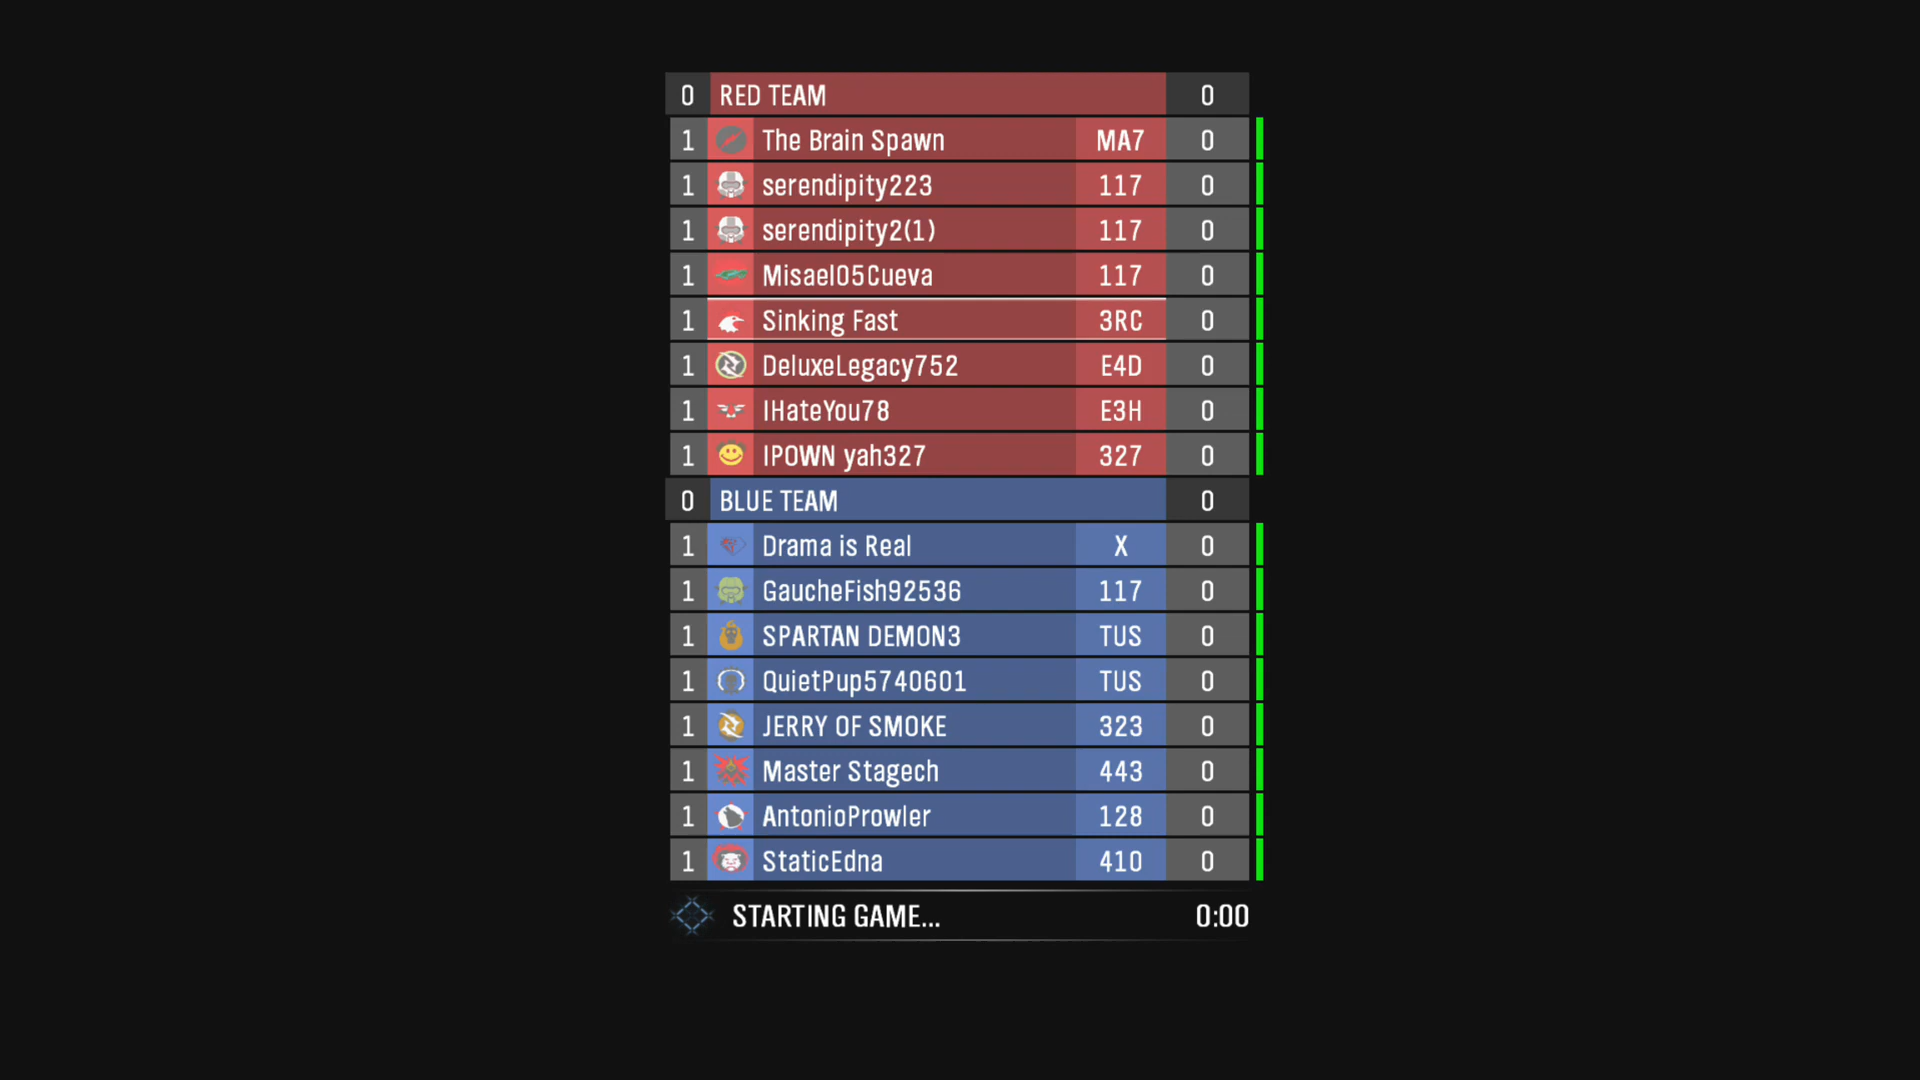 0 RED TEAM 0
1 The Brain Spawn MA7 0
1 serendipity223 117 0
1 serendipity2(1) 117 0
1 Misael05Cueva 117 0
1 Sinking Fast 3RC 0
1 DeluxeLegacy752 E4D 0
1 IHateYou78 E3H 0
1 IPOWN yah327 327 0
0 BLUE TEAM 0
1 Drama is Real X 0
1 GaucheFish92536 117 0
1 SPARTAN DEMON3 TUS 0
1 QuietPup5740601 TUS 0
1 JERRY OF SMOKE 323 0
1 Master Stagech 443 0
1 AntonioProwler 128 0
1 StaticEdna 410 0
STARTING GAME... 0:00